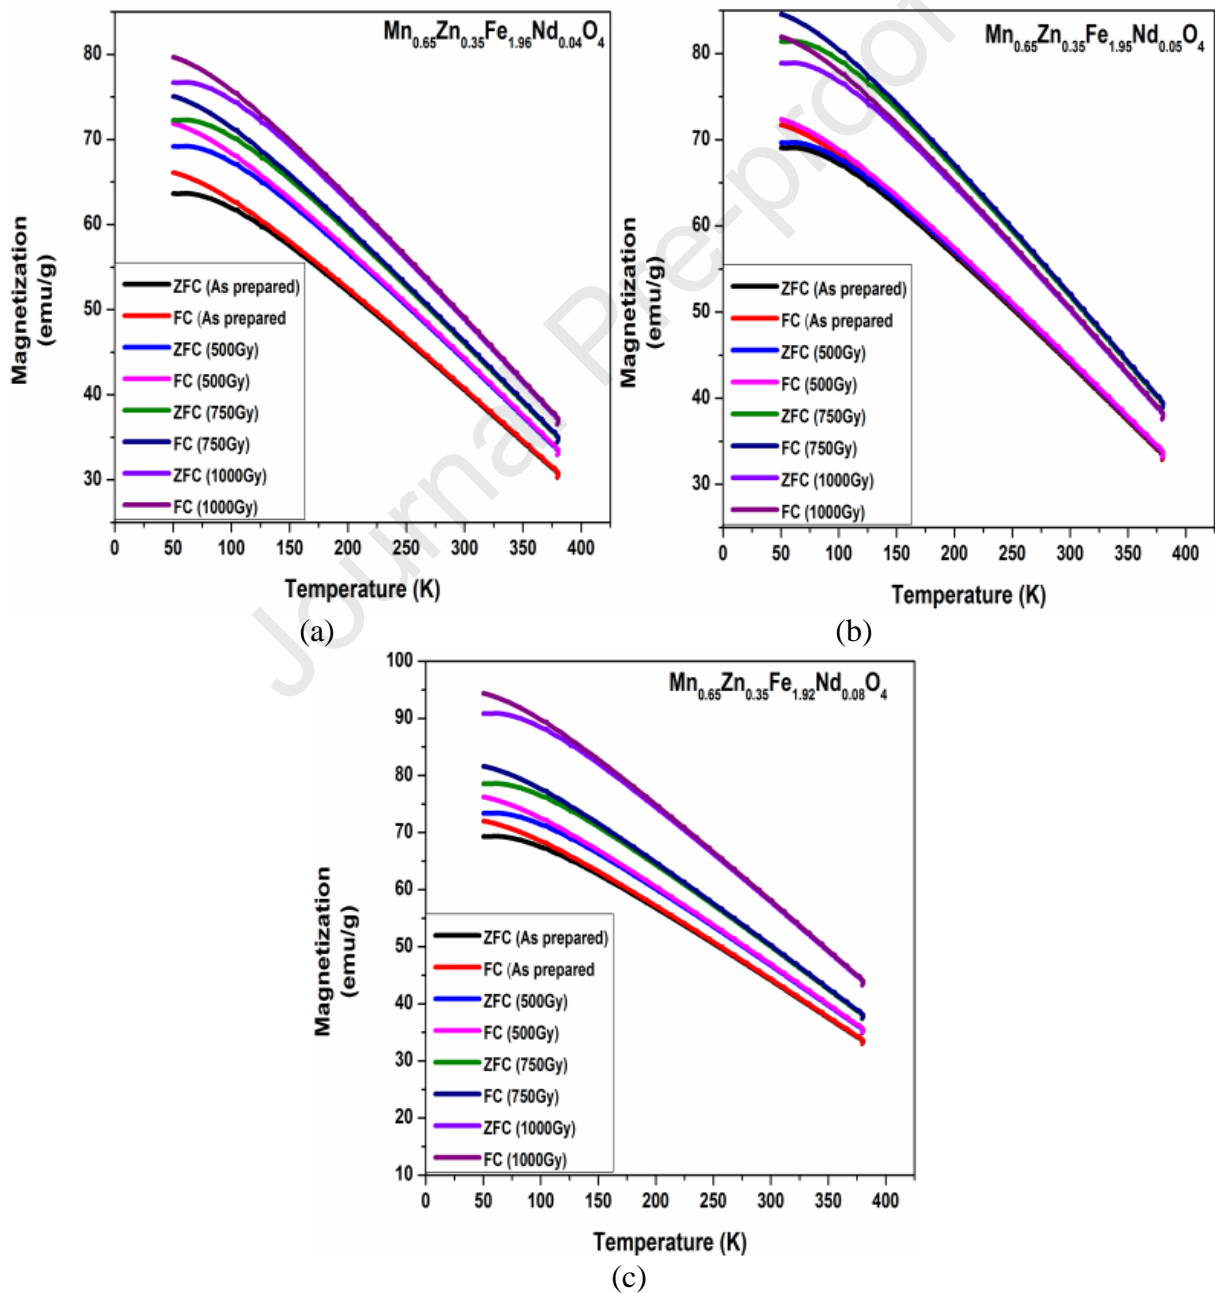 Mn0.65Zn0.35Fe1.96Nd0.04O4
80
70
60
50
40
30
Magnetization
(emu/g)
ZFC (As prepared)
FC (As prepared
ZFC (500Gy)
FC (500Gy)
ZFC (750Gy)
FC (750Gy)
ZFC (1000Gy)
FC (1000Gy)
0 50 100 150 200 250 300 350 400
Temperature (K)
(a)
Mn0.65Zn0.35Fe1.95Nd0.05O4
80
70
60
50
40
30
Magnetization
(emu/g)
ZFC (As prepared)
FC (As prepared
ZFC (500Gy)
FC (500Gy)
ZFC (750Gy)
FC (750Gy)
ZFC (1000Gy)
FC (1000Gy)
0 50 100 150 200 250 300 350 400
Temperature (K)
(b)
Mn0.65Zn0.35Fe1.92Nd0.08O4
100
90
80
70
60
50
40
30
20
10
Magnetization
(emu/g)
ZFC (As prepared)
FC (As prepared
ZFC (500Gy)
FC (500Gy)
ZFC (750Gy)
FC (750Gy)
ZFC (1000Gy)
FC (1000Gy)
0 50 100 150 200 250 300 350 400
Temperature (K)
(c)
Journal Pre-proof